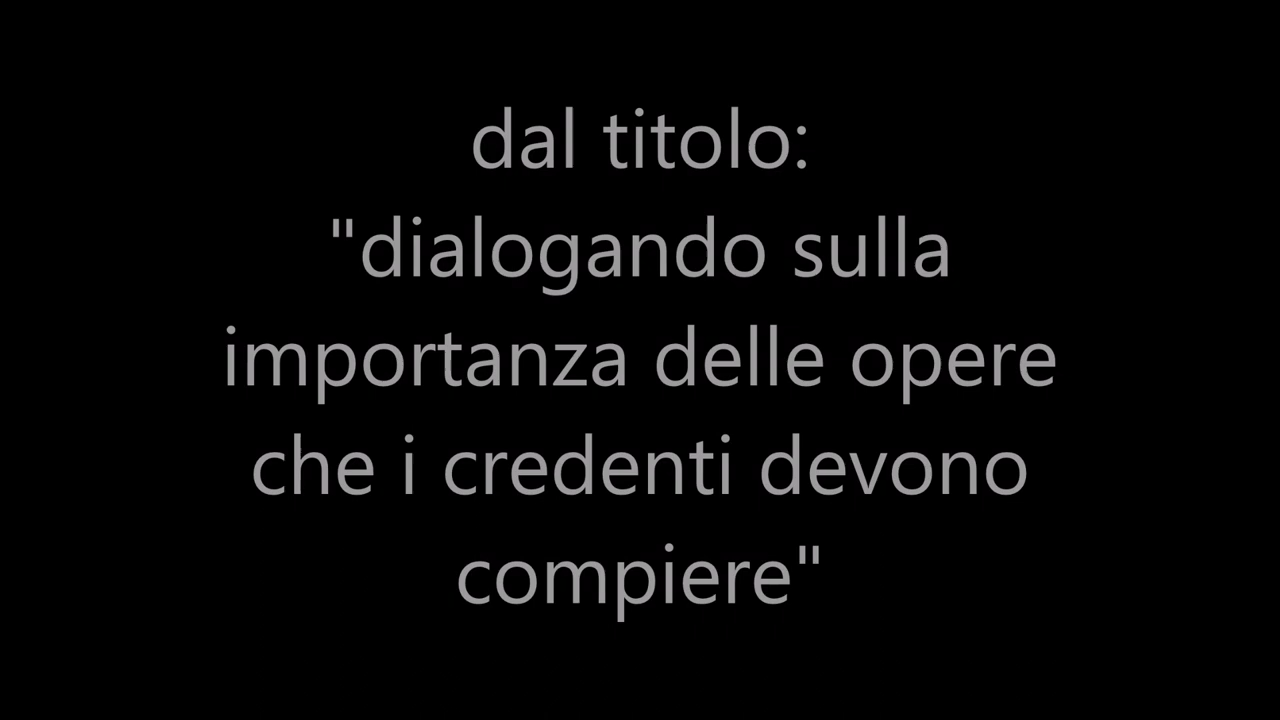 dal titolo:
"dialogando sulla
importanza delle opere
che i credenti devono
compiere"